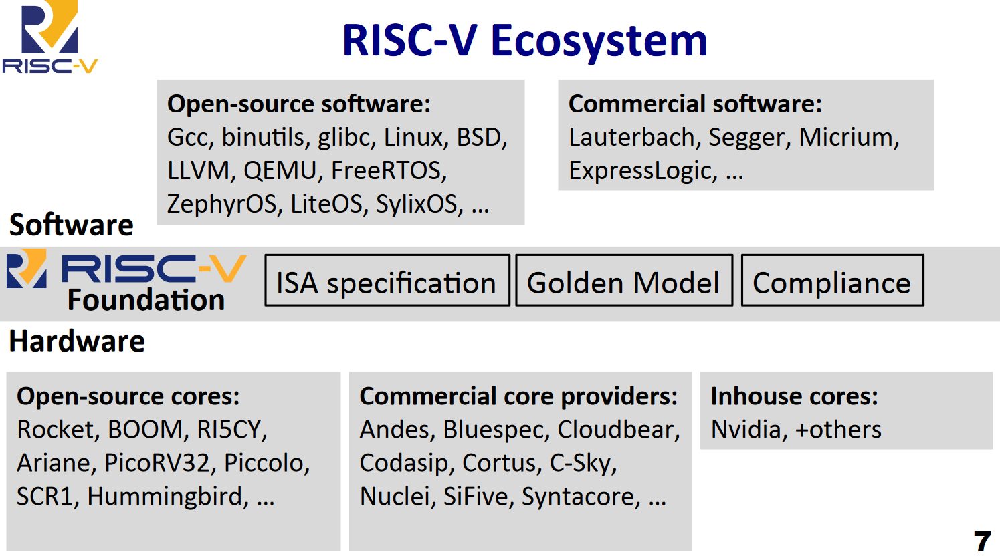 RISC-V
RISC-V Ecosystem
Open-source software:
Gcc, binutils, glibc, Linux, BSD,
LLVM, QEMU, FreeRTOS,
ZephyrOS, LiteOS, SylixOS, ...
Commercial software:
Lauterbach, Segger, Micrium,
ExpressLogic, ...
Software
RISC-V
Foundation
ISA specification
Golden Model
Compliance
Hardware
Open-source cores:
Rocket, BOOM, RI5CY,
Ariane, PicoRV32, Piccolo,
SCR1, Hummingbird, ...
Commercial core providers:
Andes, Bluespec, Cloudbear,
Codasip, Cortus, C-Sky,
Nuclei, SiFive, Syntacore, ...
Inhouse cores:
Nvidia, +others
7